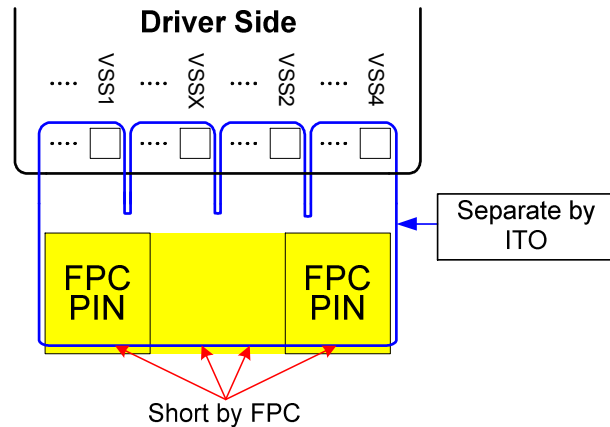 Driver Side
.... VSS1 .... VSSX .... VSS2 .... VSS4
.... .... .... ....
Separate by
ITO
FPC
PIN
FPC
PIN
Short by FPC